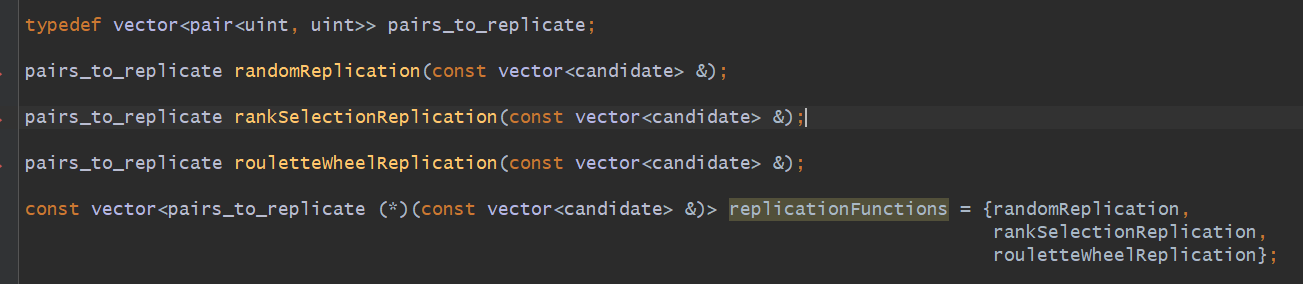 typedef vector<pair<uint, uint>> pairs_to_replicate;
pairs_to_replicate randomReplication(const vector<candidate> &);
pairs_to_replicate rankSelectionReplication(const vector<candidate> &);
pairs_to_replicate rouletteWheelReplication(const vector<candidate> &);
const vector<pairs_to_replicate (*)(const vector<candidate> &)> replicationFunctions = {randomReplication,
rankSelectionReplication,
rouletteWheelReplication};